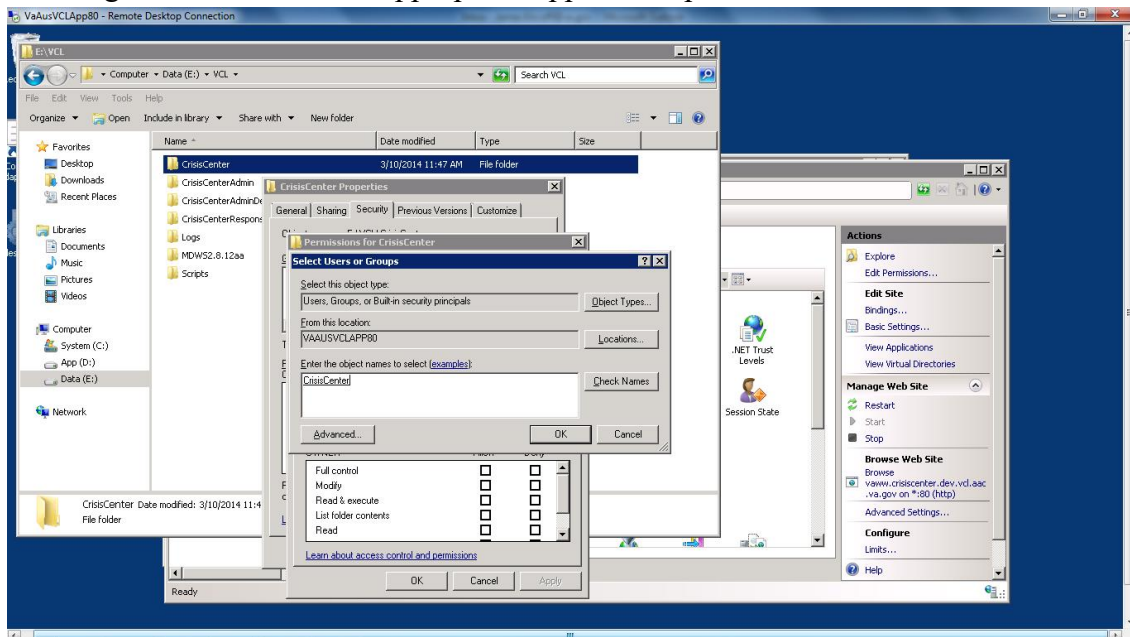 VaAusVCLApp80 - Remote Desktop Connection
E:\VCL
Computer ▸ Data (E:) ▸ VCL ▸
Search VCL
File Edit View Tools Help
Organize Open Include in library Share with New folder
Name Date modified Type Size
Favorites
Desktop
Downloads
Recent Places
Libraries
Documents
Music
Pictures
Videos
Computer
System (C:)
App (D:)
Data (E:)
Network
CrisisCenter 3/10/2014 11:47 AM File folder
CrisisCenterAdmin
CrisisCenterAdminDe
CrisisCenterRespons
Logs
MDWS2.8.12aa
Scripts
CrisisCenter Date modified: 3/10/2014 11:4
File folder
CrisisCenter Properties
General Sharing Security Previous Versions Customize
Permissions for CrisisCenter
Select Users or Groups
Select this object type:
Users, Groups, or Built-in security principals
Object Types...
From this location:
VAAUSVCLAPP80
Locations...
Enter the object names to select (examples):
CrisisCenter
Check Names
Advanced...
OK Cancel
Full control
Modify
Read & execute
List folder contents
Read
Learn about access control and permissions
OK Cancel Apply
.NET Trust
Levels
Session State
Actions
Explore
Edit Permissions...
Edit Site
Bindings...
Basic Settings...
View Applications
View Virtual Directories
Manage Web Site
Restart
Start
Stop
Browse Web Site
Browse
vaww.crisiscenter.dev.vcl.aac
.va.gov on *:80 (http)
Advanced Settings...
Configure
Limits...
Help
Ready